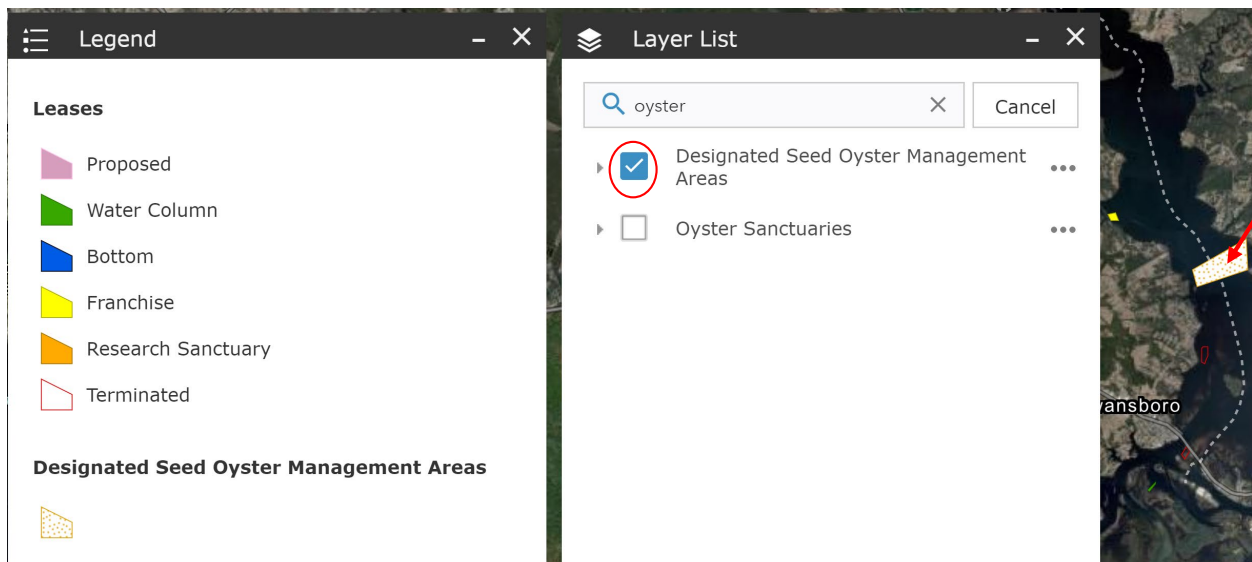 Legend
Leases
Proposed
Water Column
Bottom
Franchise
Research Sanctuary
Terminated
Designated Seed Oyster Management Areas
Layer List
oyster
Cancel
Designated Seed Oyster Management
Areas
Oyster Sanctuaries
vansboro